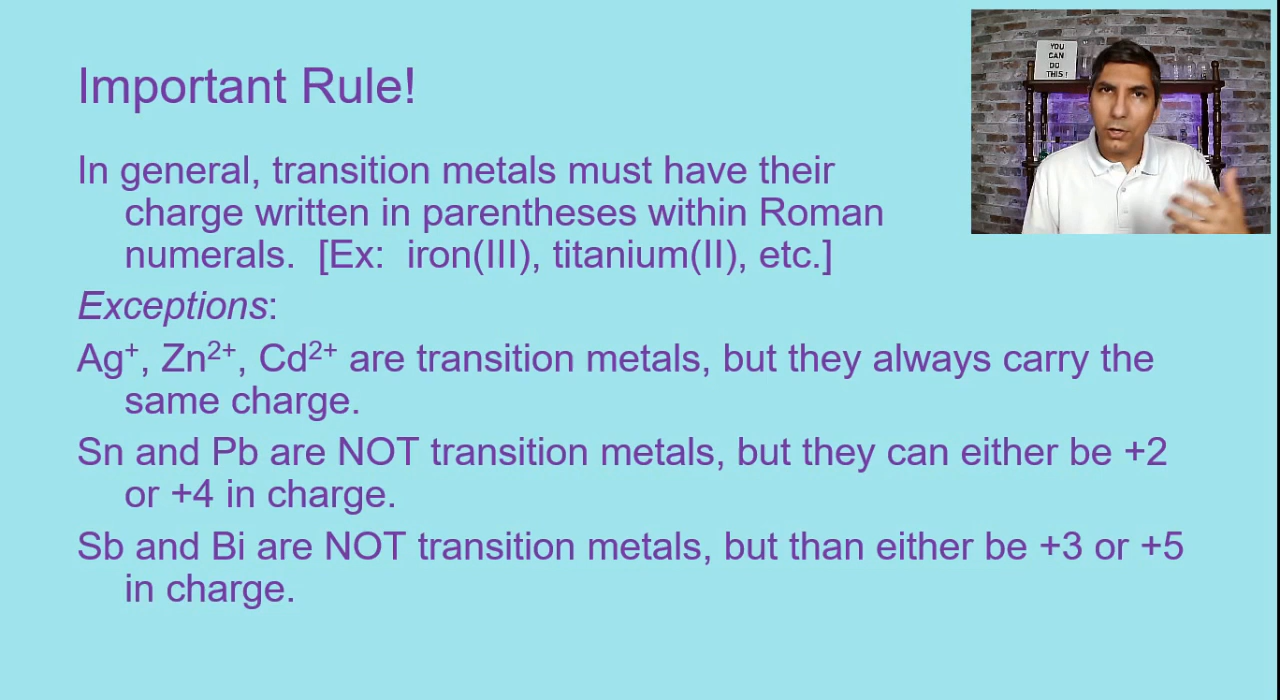 Important Rule!
YOU
CAN
DO
THIS!
In general, transition metals must have their
charge written in parentheses within Roman
numerals. [Ex: iron(III), titanium(II), etc.]
Exceptions:
Ag⁺, Zn²⁺, Cd²⁺ are transition metals, but they always carry the
same charge.
Sn and Pb are NOT transition metals, but they can either be +2
or +4 in charge.
Sb and Bi are NOT transition metals, but than either be +3 or +5
in charge.